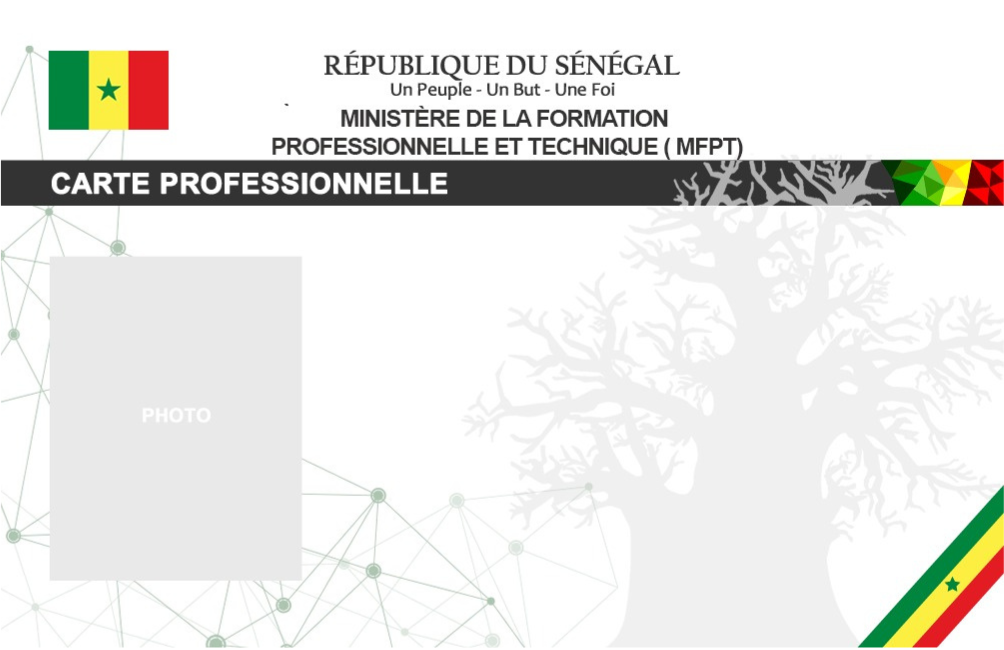 RÉPUBLIQUE DU SÉNÉGAL
Un Peuple - Un But - Une Foi
MINISTÈRE DE LA FORMATION
PROFESSIONNELLE ET TECHNIQUE ( MFPT)
CARTE PROFESSIONNELLE
PHOTO